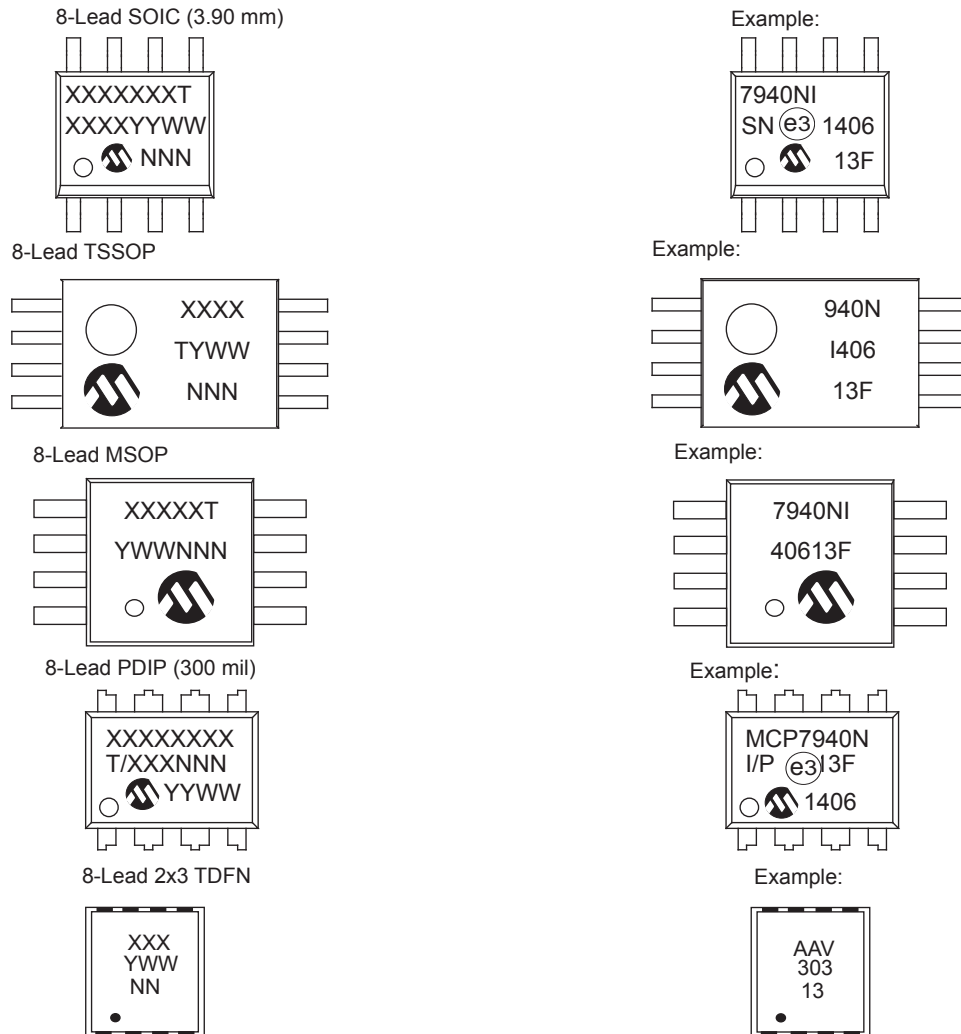 8-Lead SOIC (3.90 mm)
XXXXXXXT
XXXXYYWW
NNN
Example:
7940NI
SN e3 1406
13F
8-Lead TSSOP
XXXX
TYWW
NNN
Example:
940N
I406
13F
8-Lead MSOP
XXXXXT
YWWNNN
Example:
7940NI
40613F
8-Lead PDIP (300 mil)
XXXXXXXX
T/XXXNNN
YYWW
Example:
MCP7940N
I/P e3 13F
1406
8-Lead 2x3 TDFN
XXX
YWW
NN
Example:
AAV
303
13